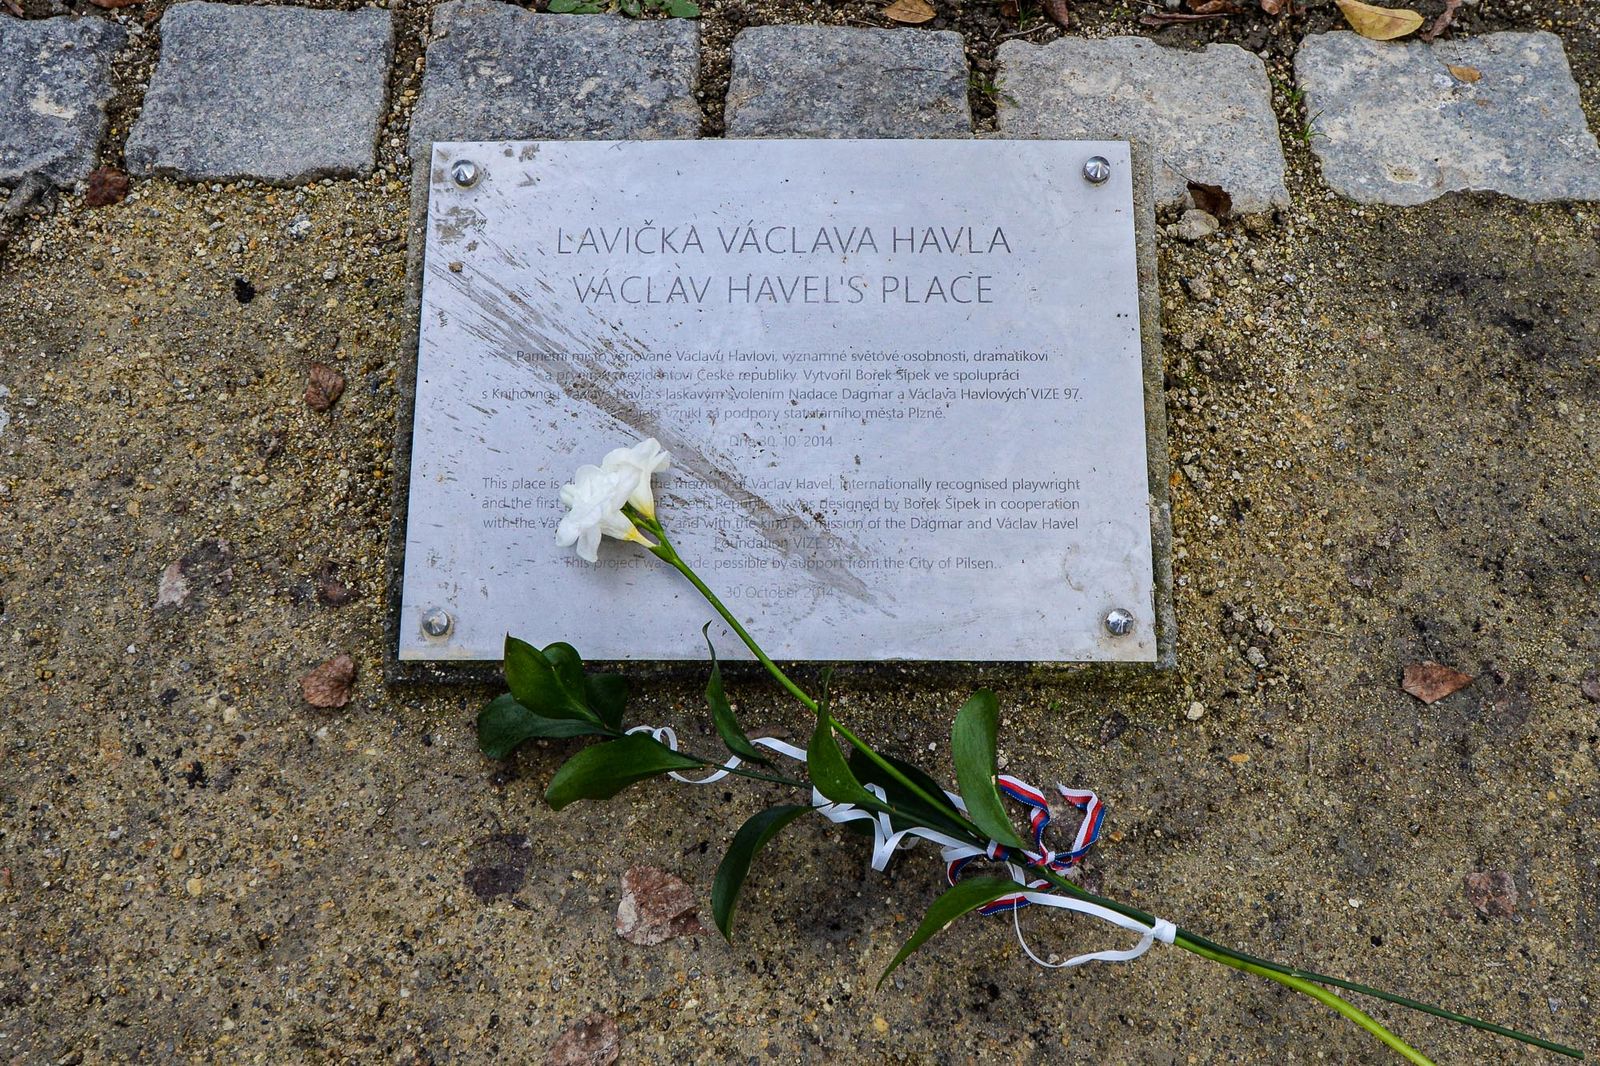 LAVIČKA VÁCLAVA HAVLA
VÁCLAV HAVEL'S PLACE
Pamětní místo věnované Václavu Havlovi, významné světové osobnosti, dramatikovi
a prvnímu prezidentovi České republiky. Vytvořil Bořek Šípek ve spolupráci
s Knihovnou Václava Havla s laskavým svolením Nadace Dagmar a Václava Havlových VIZE 97.
vznikl za podpory statutárního města Plzně.
Dne 30. 10. 2014
This place is the memory of Václav Havel, internationally recognised playwright
and the first Czech Republic. was designed by Bořek Šípek in cooperation
with the and with the kind permission of the Dagmar and Václav Havel
Foundation VIZE 97.
This project was made possible by support from the City of Pilsen.
30 October 2014